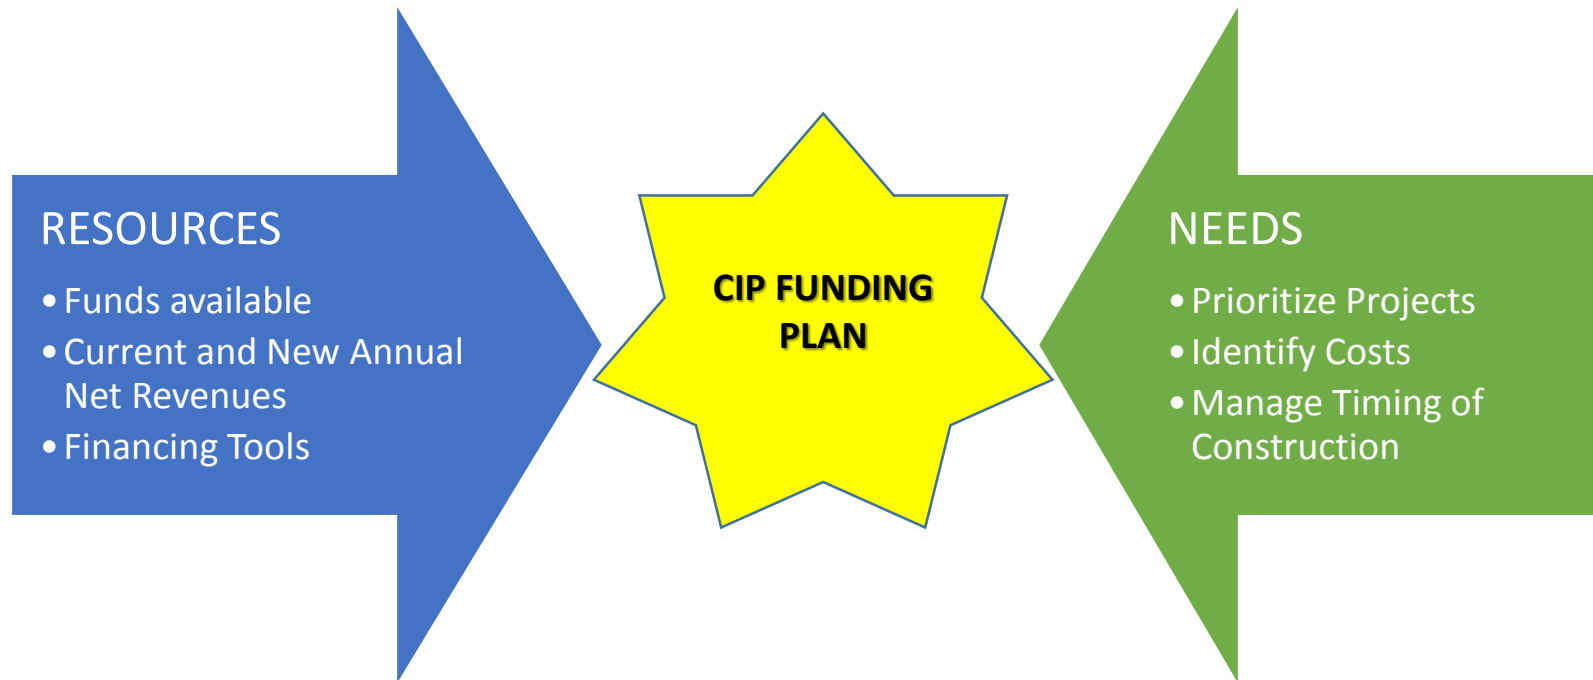 RESOURCES
•Funds available
•Current and New Annual
Net Revenues
•Financing Tools
CIP FUNDING
PLAN
NEEDS
•Prioritize Projects
•Identify Costs
•Manage Timing of
Construction